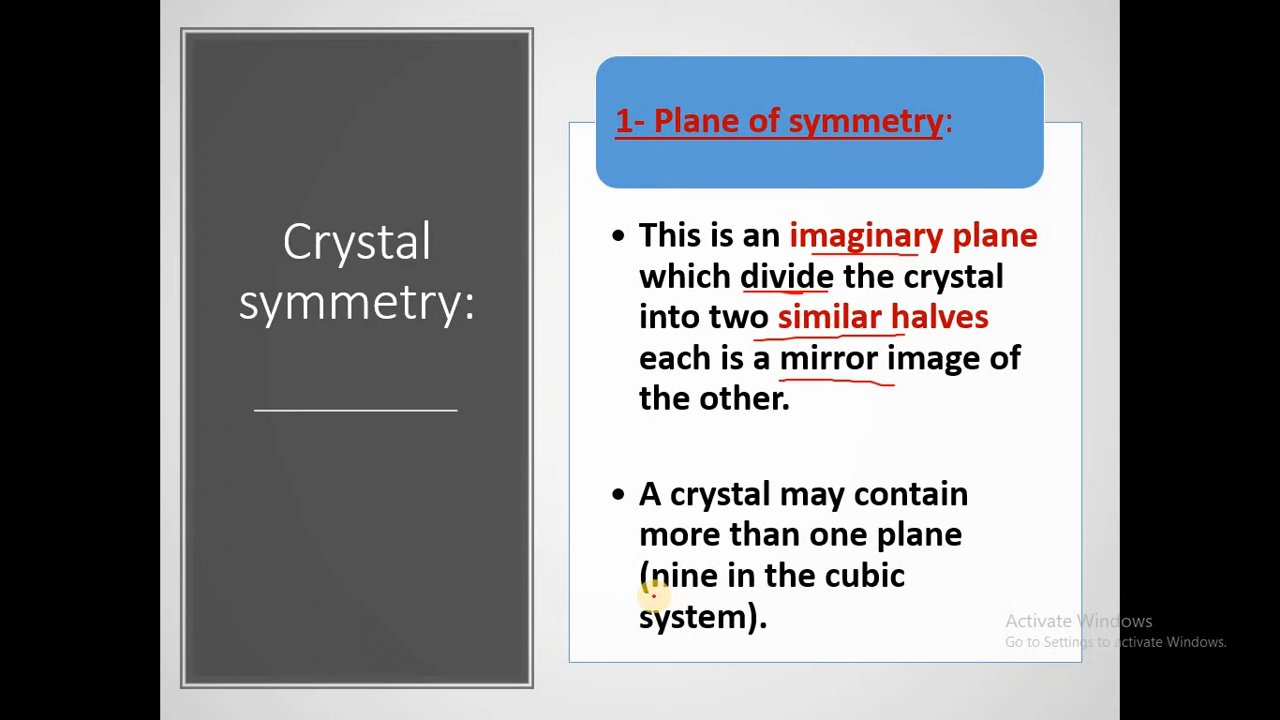 Crystal
symmetry:
1- Plane of symmetry:
• This is an imaginary plane
which divide the crystal
into two similar halves
each is a mirror image of
the other.
• A crystal may contain
more than one plane
(nine in the cubic
system).
Activate Windows
Go to Settings to activate Windows.